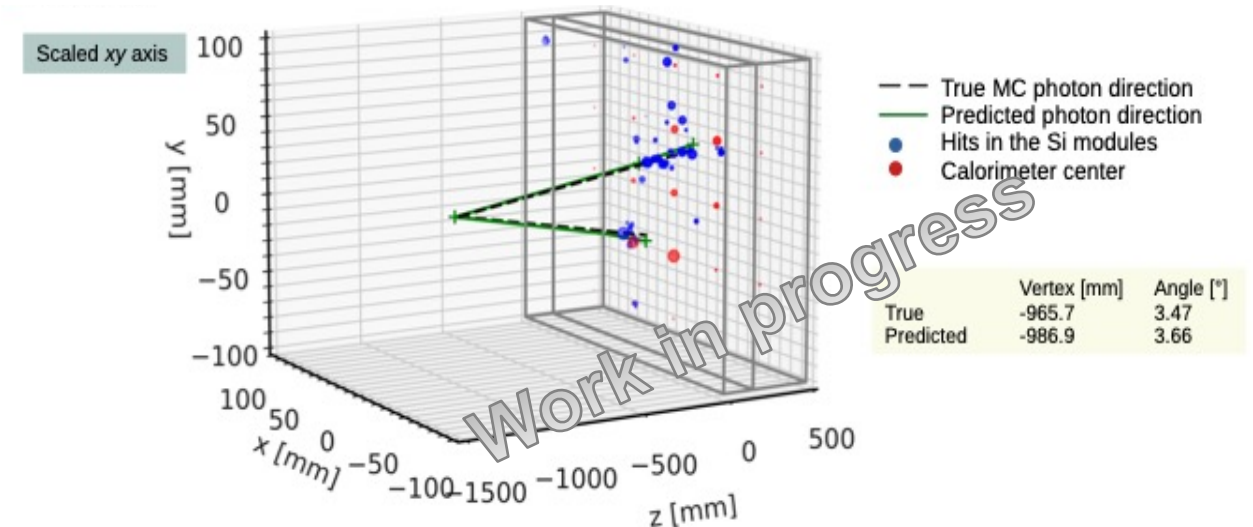 Scaled xy axis
100
50
0
−50
−100
y [mm]
100
50
0
−50
−100
x [mm]
−1500
−1000
−500
0
500
z [mm]
True MC photon direction
Predicted photon direction
Hits in the Si modules
Calorimeter center
Work in progress
Vertex [mm] Angle [°]
True -965.7 3.47
Predicted -986.9 3.66